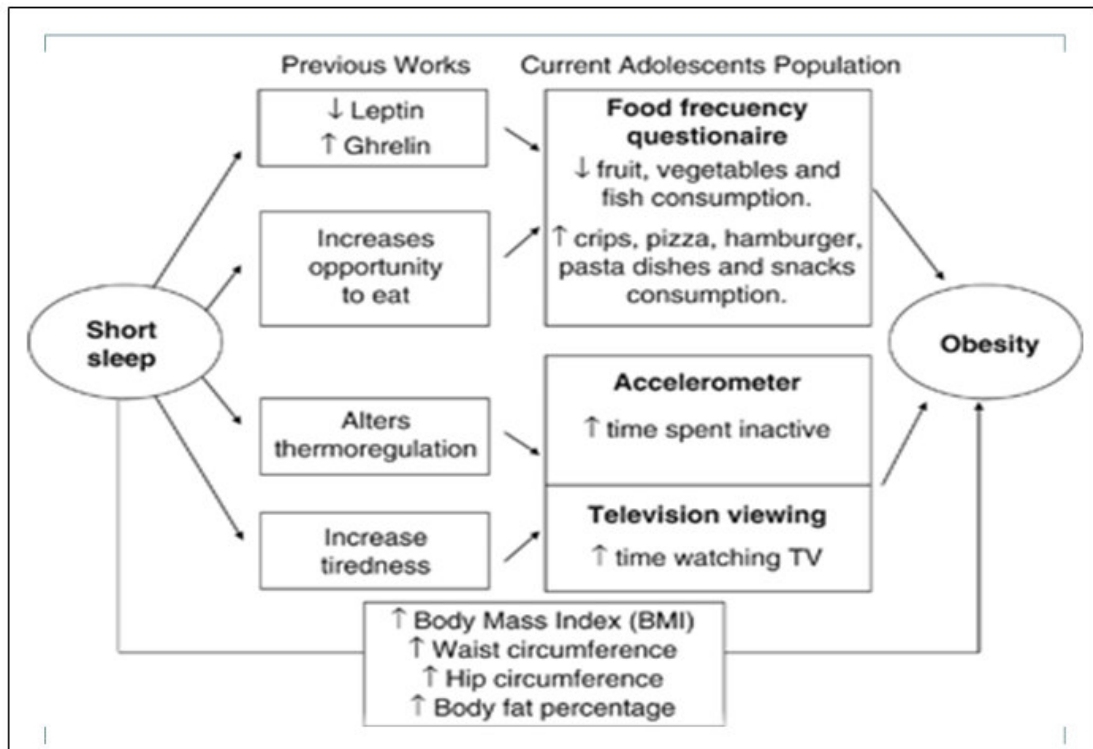 Previous Works
Current Adolescents Population
↓ Leptin
↑ Ghrelin
Food frecuency
questionaire
↓ fruit, vegetables and
fish consumption.
↑ crips, pizza, hamburger,
pasta dishes and snacks
consumption.
Increases
opportunity
to eat
Short
sleep
Obesity
Alters
thermoregulation
Accelerometer
↑ time spent inactive
Increase
tiredness
Television viewing
↑ time watching TV
↑ Body Mass Index (BMI)
↑ Waist circumference
↑ Hip circumference
↑ Body fat percentage